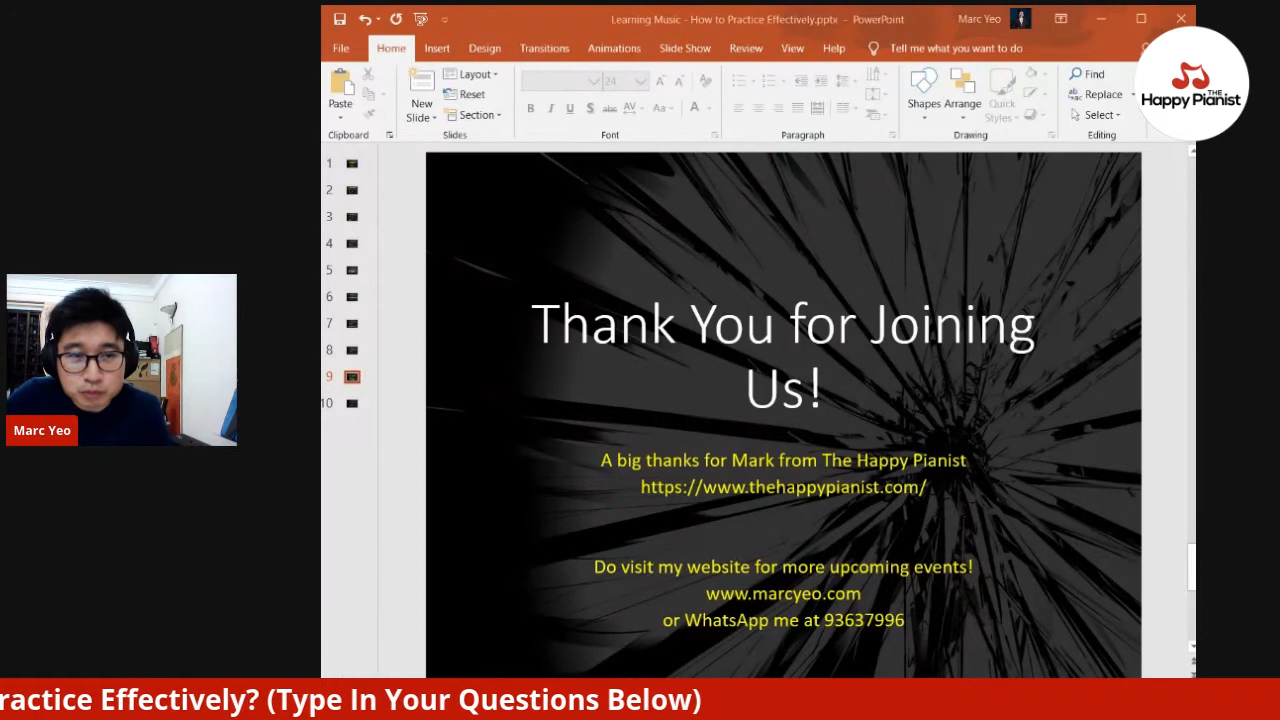 Learning Music - How to Practice Effectively.pptx - PowerPoint
Marc Yeo
File Home Insert Design Transitions Animations Slide Show Review View Help Tell me what you want to do
Paste
Clipboard
New
Slide
Layout
Reset
Section
Slides
24
B I U S abc AV Aa A
Font
Paragraph
Shapes Arrange Quick
Styles
Drawing
Find
Replace
Select
Editing
THE
Happy Pianist
1
2
3
4
5
6
7
8
9
10
Thank You for Joining
Us!
A big thanks for Mark from The Happy Pianist
https://www.thehappypianist.com/
Do visit my website for more upcoming events!
www.marcyeo.com
or WhatsApp me at 93637996
Marc Yeo
ractice Effectively? (Type In Your Questions Below)